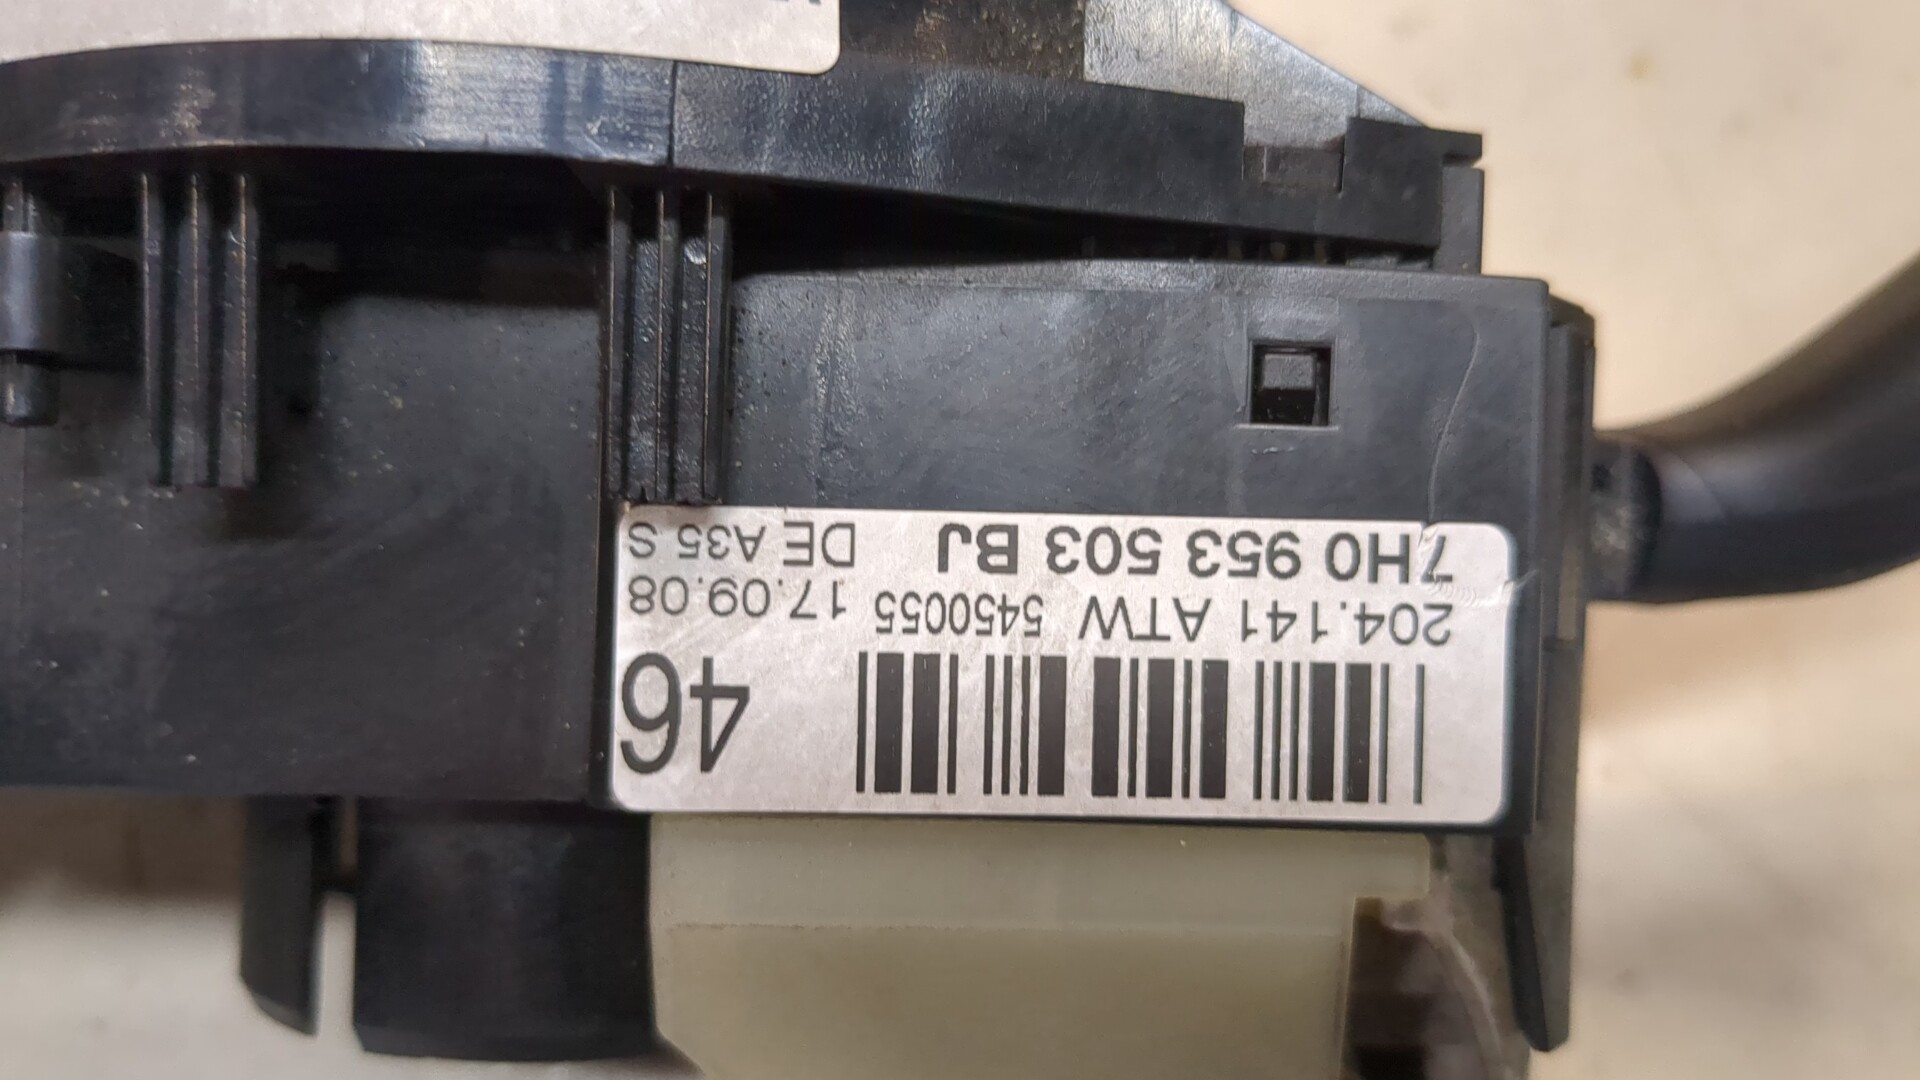 7H0 953 503 BJ DE A35 S
204.141 ATW 5450055 17.09.08
46